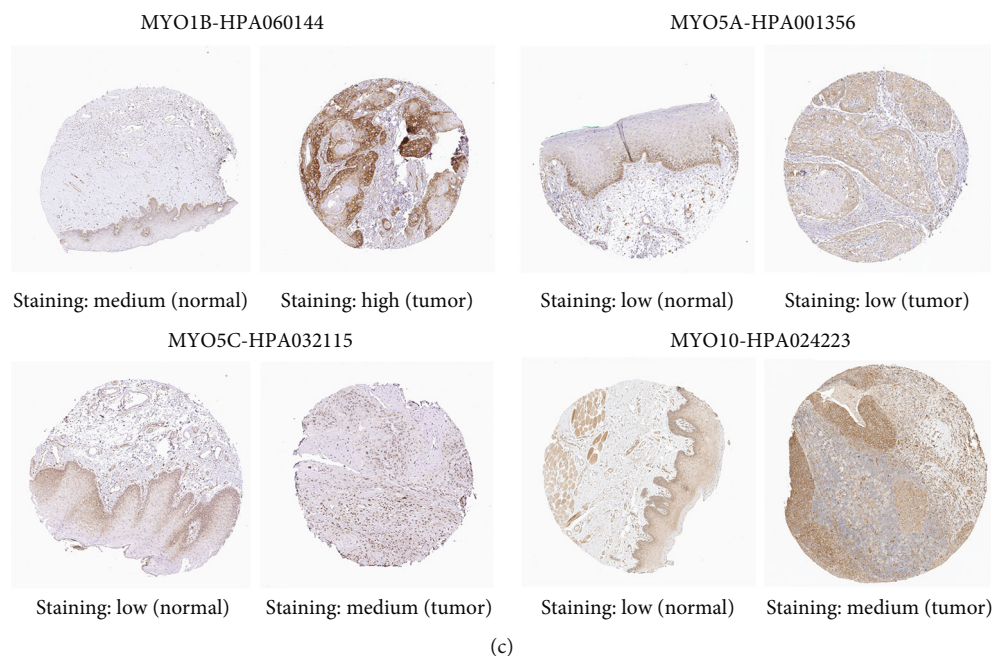 MYO1B-HPA060144
MYO5A-HPA001356
Staining: medium (normal)
Staining: high (tumor)
Staining: low (normal)
Staining: low (tumor)
MYO5C-HPA032115
MYO10-HPA024223
Staining: low (normal)
Staining: medium (tumor)
Staining: low (normal)
Staining: medium (tumor)
(c)